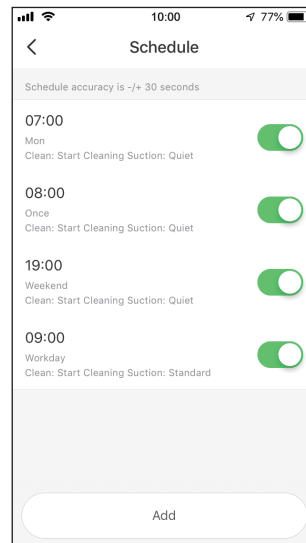 10:00
77%
Schedule
Schedule accuracy is -/+ 30 seconds
07:00
Mon
Clean: Start Cleaning Suction: Quiet
08:00
Once
Clean: Start Cleaning Suction: Quiet
19:00
Weekend
Clean: Start Cleaning Suction: Quiet
09:00
Workday
Clean: Start Cleaning Suction: Standard
Add